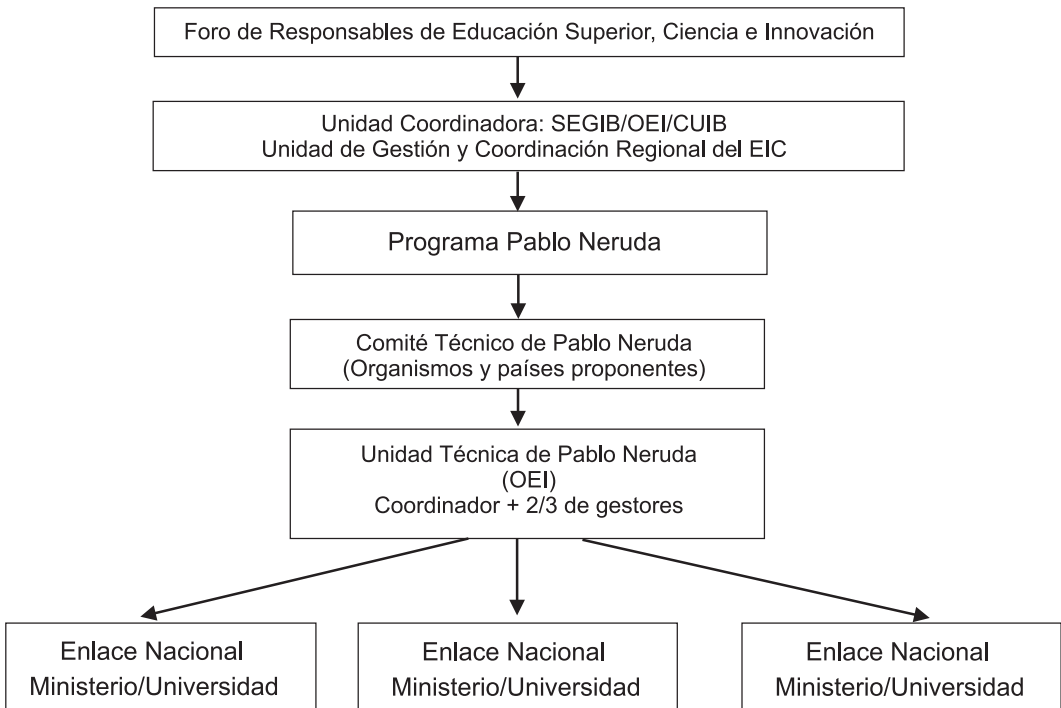 Foro de Responsables de Educación Superior, Ciencia e Innovación
Unidad Coordinadora: SEGIB/OEI/CUIB
Unidad de Gestión y Coordinación Regional del EIC
Programa Pablo Neruda
Comité Técnico de Pablo Neruda
(Organismos y países proponentes)
Unidad Técnica de Pablo Neruda
(OEI)
Coordinador + 2/3 de gestores
Enlace Nacional
Ministerio/Universidad
Enlace Nacional
Ministerio/Universidad
Enlace Nacional
Ministerio/Universidad